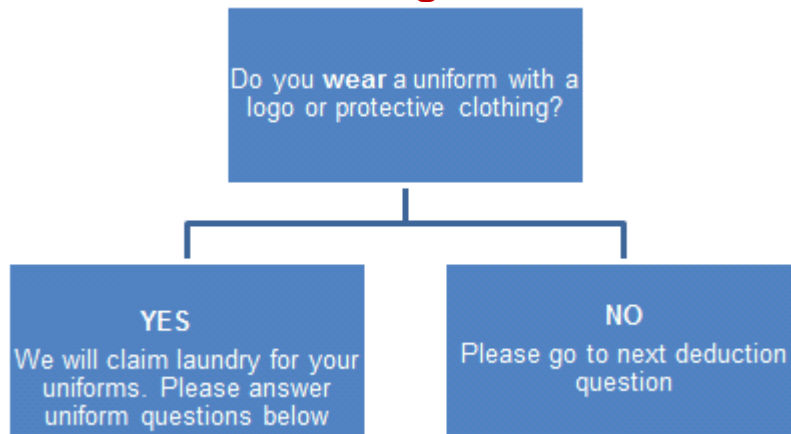 Do you wear a uniform with a
logo or protective clothing?
YES
We will claim laundry for your
uniforms. Please answer
uniform questions below
NO
Please go to next deduction
question